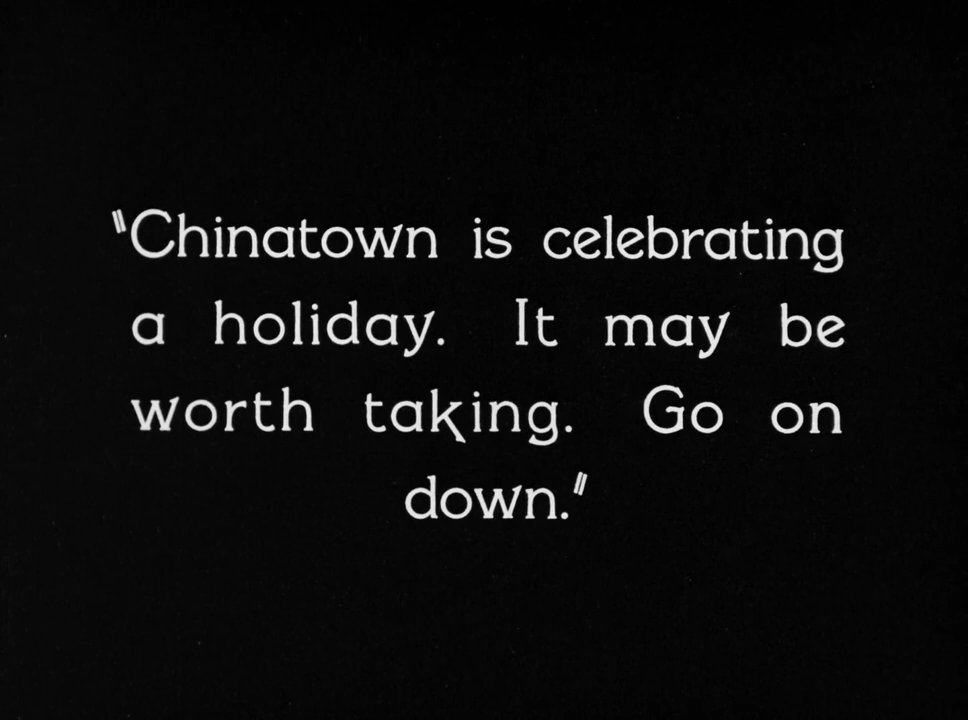 "Chinatown is celebrating
a holiday. It may be
worth taking. Go on
down."